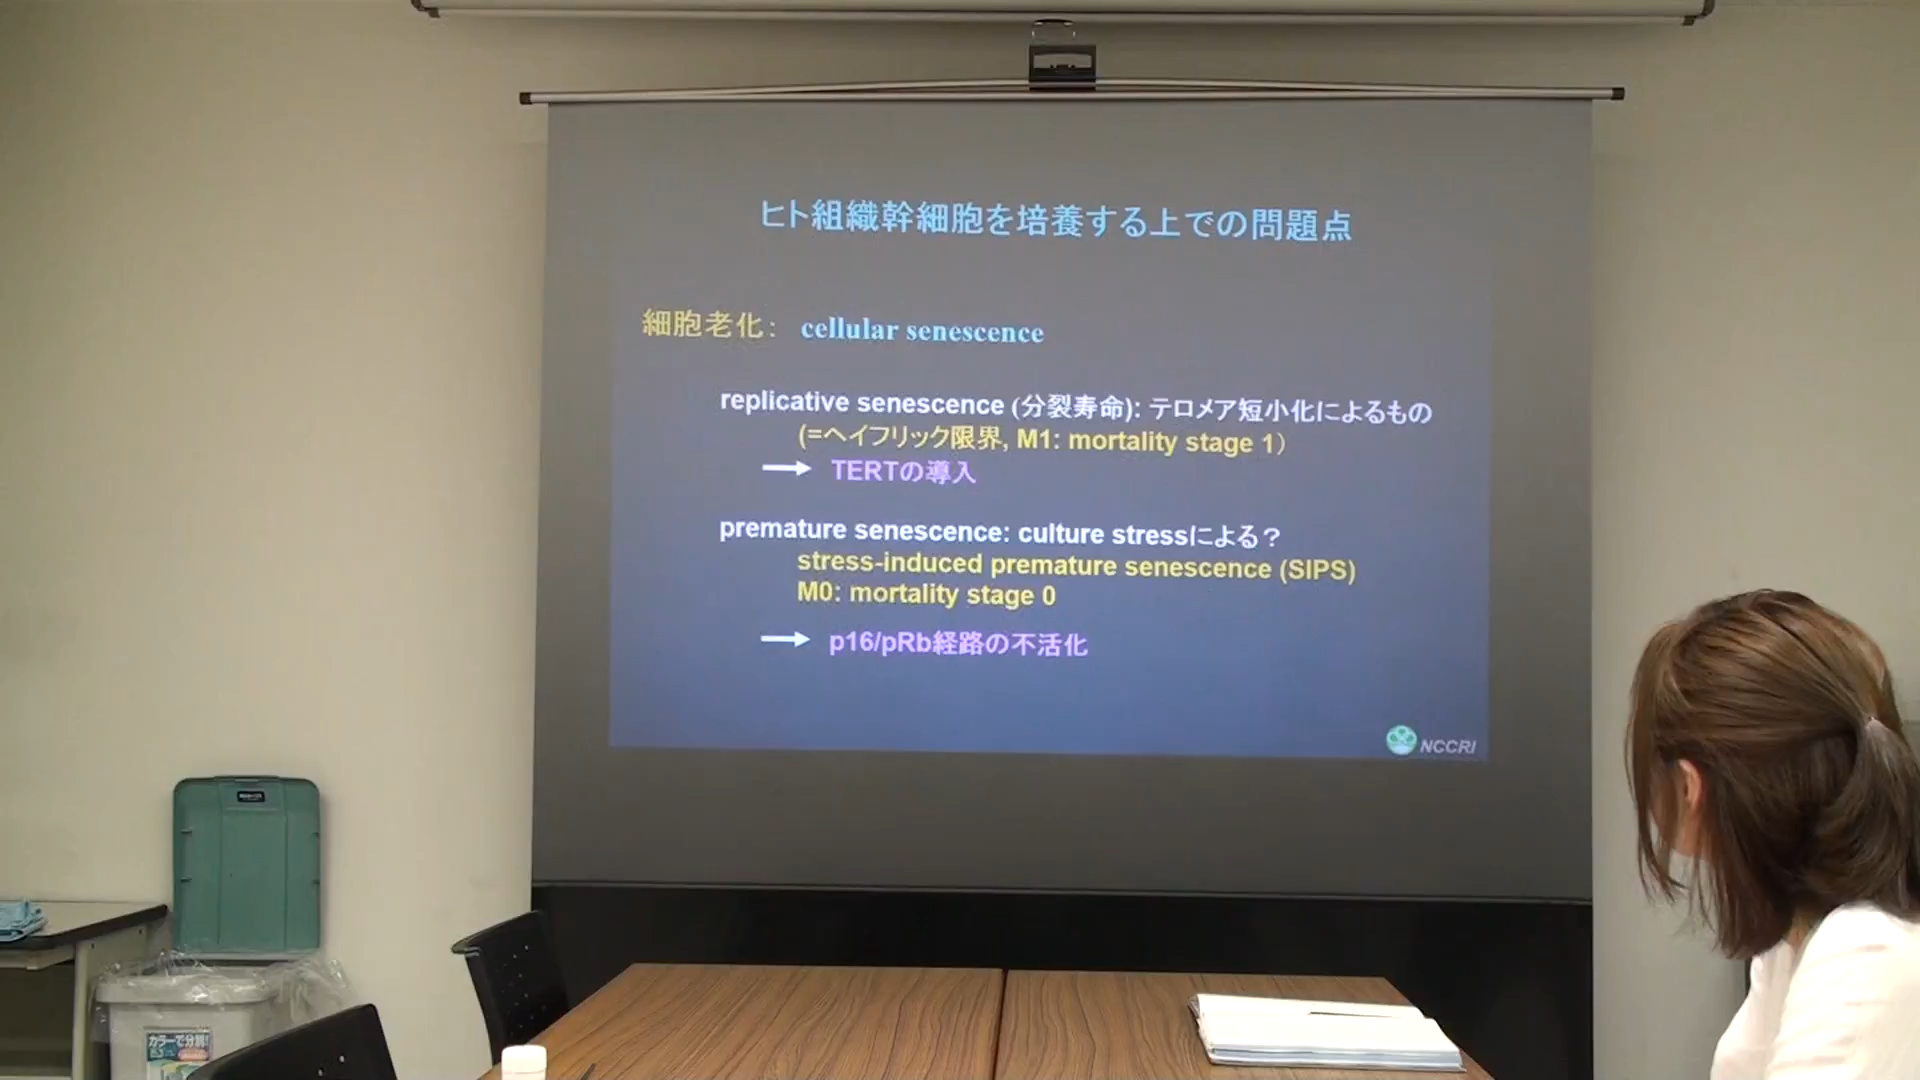 ヒト組織幹細胞を培養する上での問題点
細胞老化： cellular senescence
replicative senescence (分裂寿命): テロメア短小化によるもの
(=ヘイフリック限界, M1: mortality stage 1）
→ TERTの導入
premature senescence: culture stressによる？
stress-induced premature senescence (SIPS)
M0: mortality stage 0
→ p16/pRb経路の不活化
NCCRI
カラーで分別!